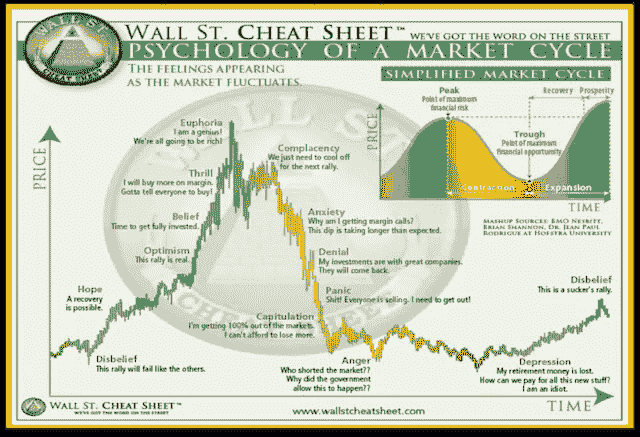 WALL ST. CHEAT SHEET™
WE'VE GOT THE WORD ON THE STREET
PSYCHOLOGY OF A MARKET CYCLE
WALL ST.
CHEAT SHEET
THE FEELINGS APPEARING
AS THE MARKET FLUCTUATES.
SIMPLIFIED MARKET CYCLE
Peak
Point of maximum
financial risk
Recovery
Prosperity
Trough
Point of maximum
financial opportunity
PRICE
Contraction
Expansion
TIME
MASHUP SOURCES: BMO NESBITT,
BRIAN SHANNON, DR. JEAN PAUL
RODRIGUE AT HOFSTRA UNIVERSITY
PRICE
WALL ST.
CHEAT SHEET
Euphoria
I am a genius!
We're all going to be rich!
Complacency
We just need to cool off
for the next rally.
Thrill
I will buy more on margin.
Gotta tell everyone to buy!
Belief
Time to get fully invested.
Anxiety
Why am I getting margin calls?
This dip is taking longer than expected.
Optimism
This rally is real.
Denial
My investments are with great companies.
They will come back.
Hope
A recovery
is possible.
Panic
Shit! Everyone is selling. I need to get out!
Disbelief
This is a sucker's rally.
Capitulation
I'm getting 100% out of the markets.
I can't afford to lose more.
Disbelief
This rally will fail like the others.
Anger
Who shorted the market??
Why did the government
allow this to happen??
Depression
My retirement money is lost.
How can we pay for all this new stuff?
I am an idiot.
WALL ST. CHEAT SHEET™
WE'VE GOT THE WORD ON THE STREET
www.wallstcheatsheet.com
TIME